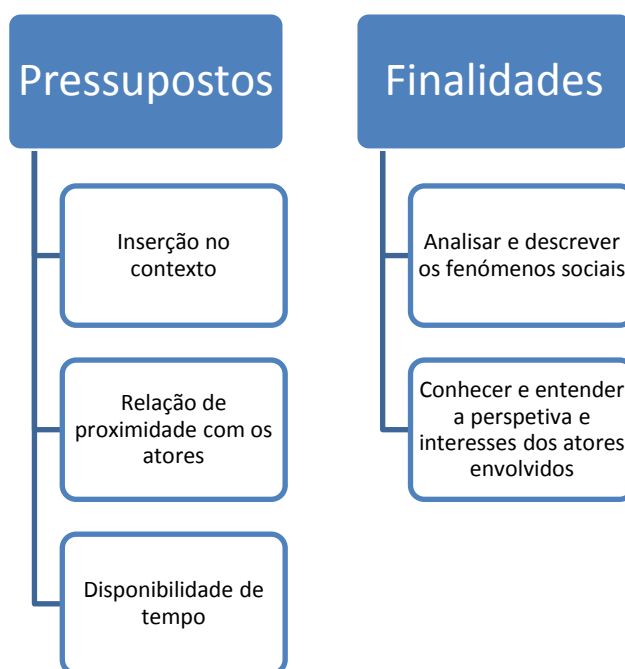 Pressupostos
Inserção no
contexto
Relação de
proximidade com os
atores
Disponibilidade de
tempo
Finalidades
Analisar e descrever
os fenómenos sociais
Conhecer e entender
a perspetiva e
interesses dos atores
envolvidos